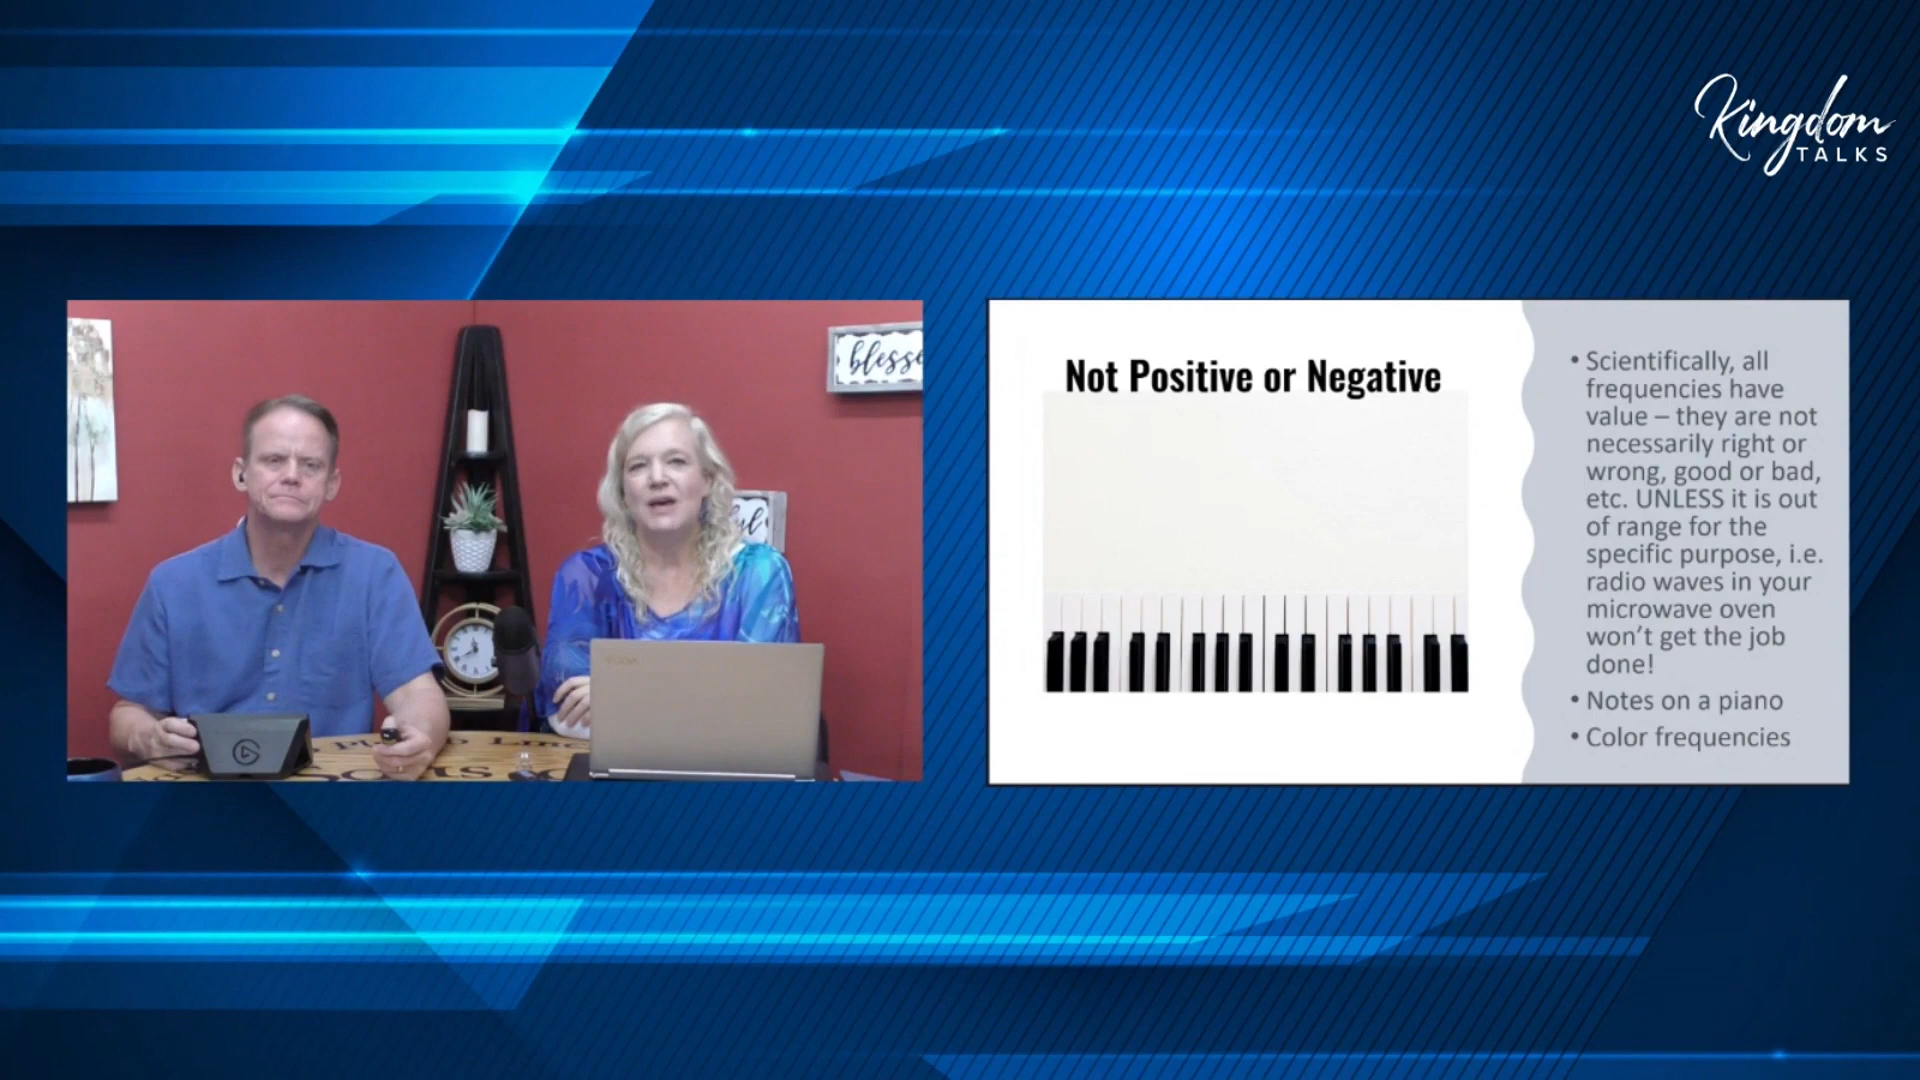 Kingdom
TALKS
blesse
Not Positive or Negative
• Scientifically, all
frequencies have
value – they are not
necessarily right or
wrong, good or bad,
etc. UNLESS it is out
of range for the
specific purpose, i.e.
radio waves in your
microwave oven
won't get the job
done!
• Notes on a piano
• Color frequencies
YOGA